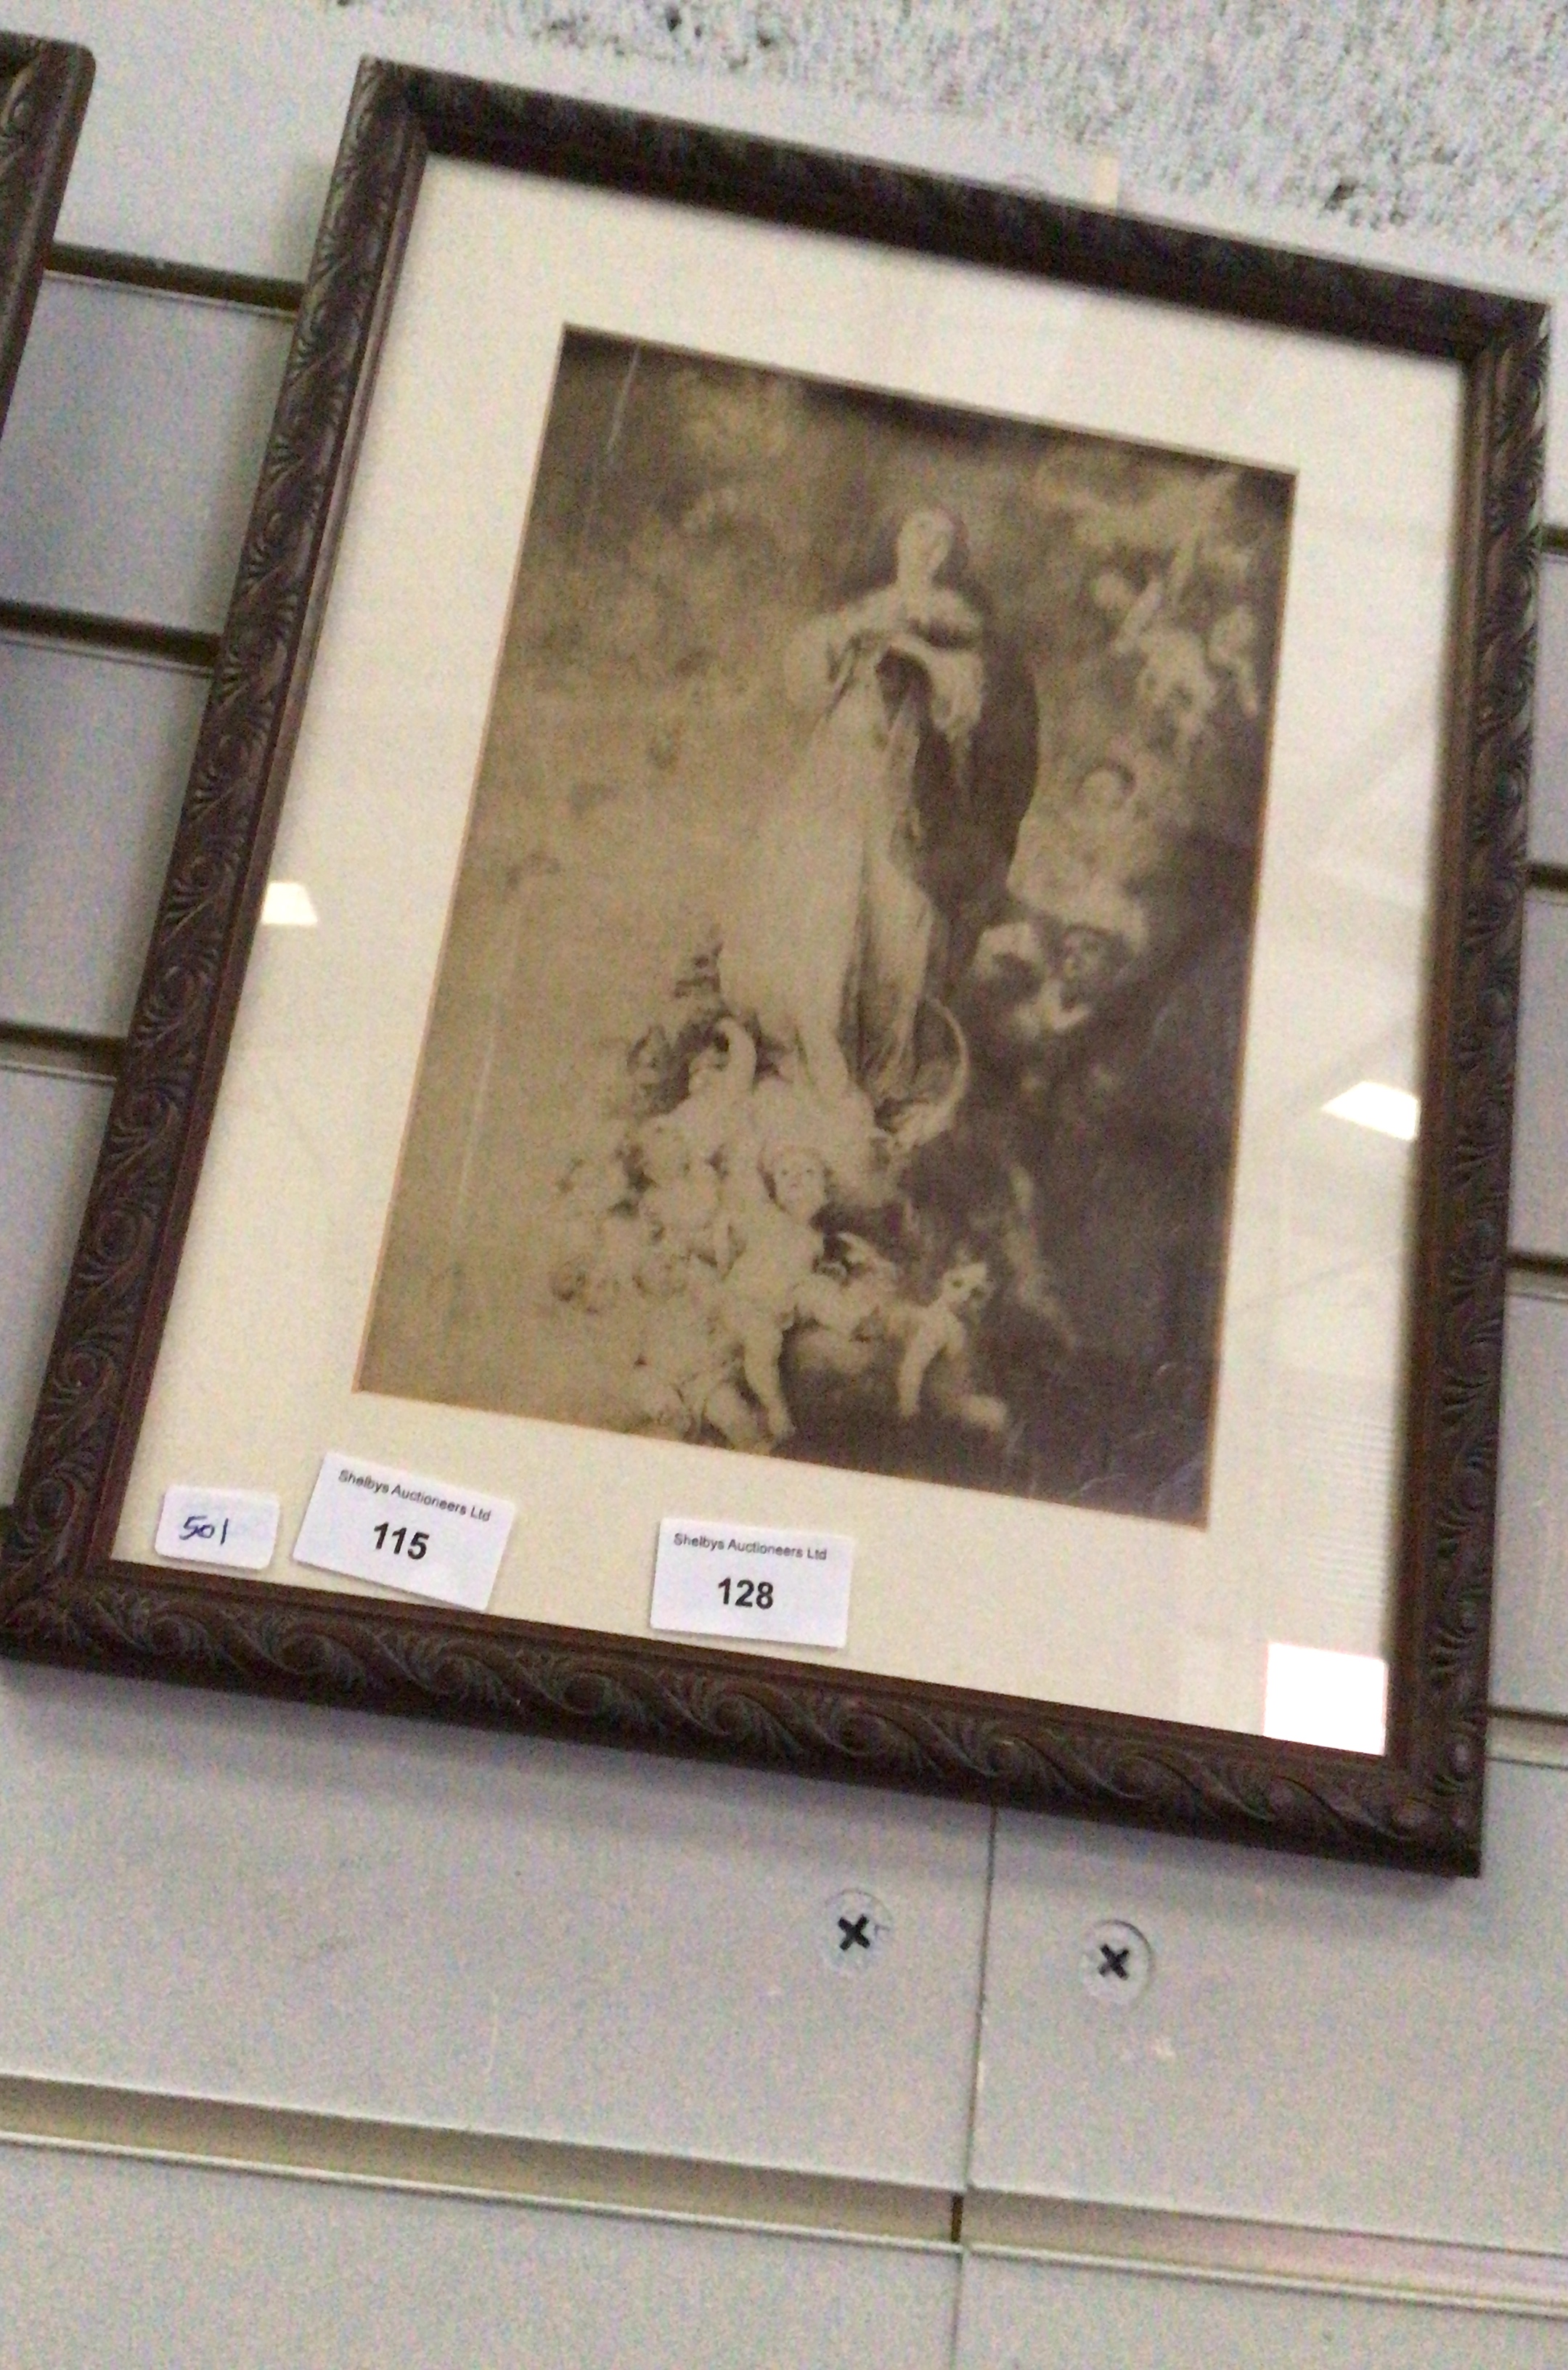 501
Shelbys Auctioneers Ltd
115
Shelbys Auctioneers Ltd
128